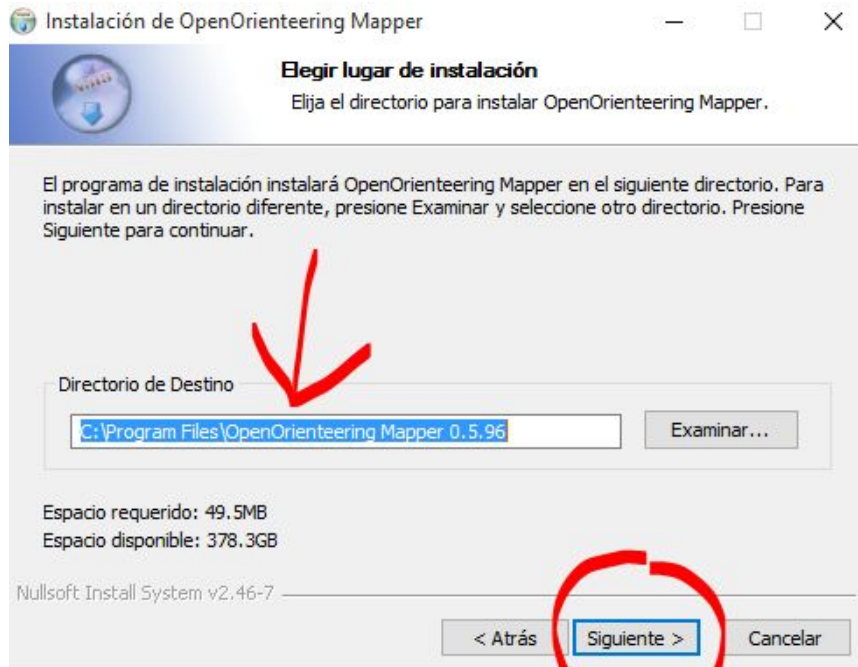 Instalación de OpenOrienteering Mapper
Elegir lugar de instalación
Elija el directorio para instalar OpenOrienteering Mapper.
El programa de instalación instalará OpenOrienteering Mapper en el siguiente directorio. Para
instalar en un directorio diferente, presione Examinar y seleccione otro directorio. Presione
Siguiente para continuar.
Directorio de Destino
C:\Program Files\OpenOrienteering Mapper 0.5.96
Examinar...
Espacio requerido: 49.5MB
Espacio disponible: 378.3GB
Nullsoft Install System v2.46-7
< Atrás
Siguiente >
Cancelar